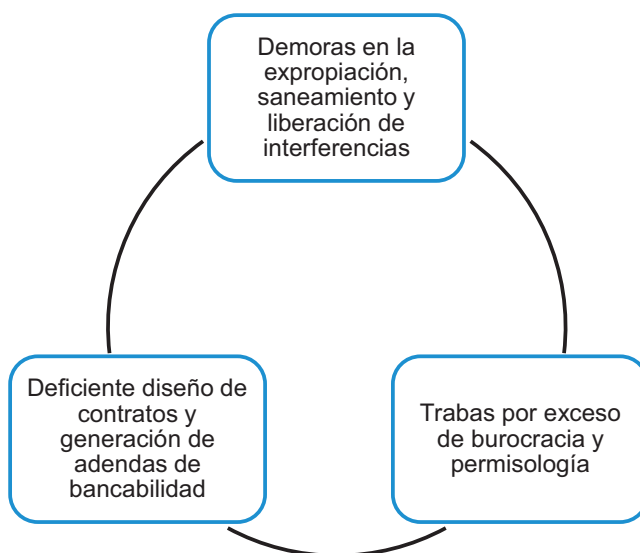 Demoras en la
expropiación,
saneamiento y
liberación de
interferencias
Trabas por exceso
de burocracia y
permisología
Deficiente diseño de
contratos y
generación de
adendas de
bancabilidad